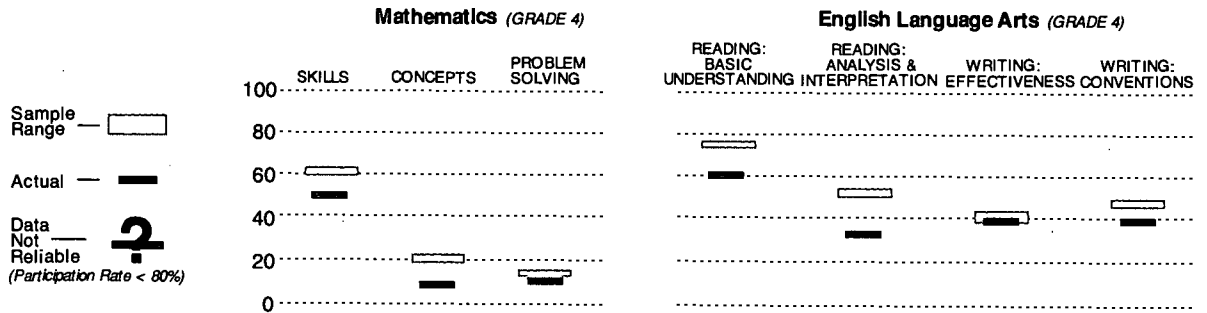 Mathematics (GRADE 4)
English Language Arts (GRADE 4)
SKILLS
CONCEPTS
PROBLEM
SOLVING
READING:
BASIC
UNDERSTANDING
READING:
ANALYSIS &
INTERPRETATION
WRITING:
EFFECTIVENESS
WRITING:
CONVENTIONS
100
80
60
40
20
0
Sample
Range
Actual
Data
Not
Reliable
?
(Participation Rate < 80%)